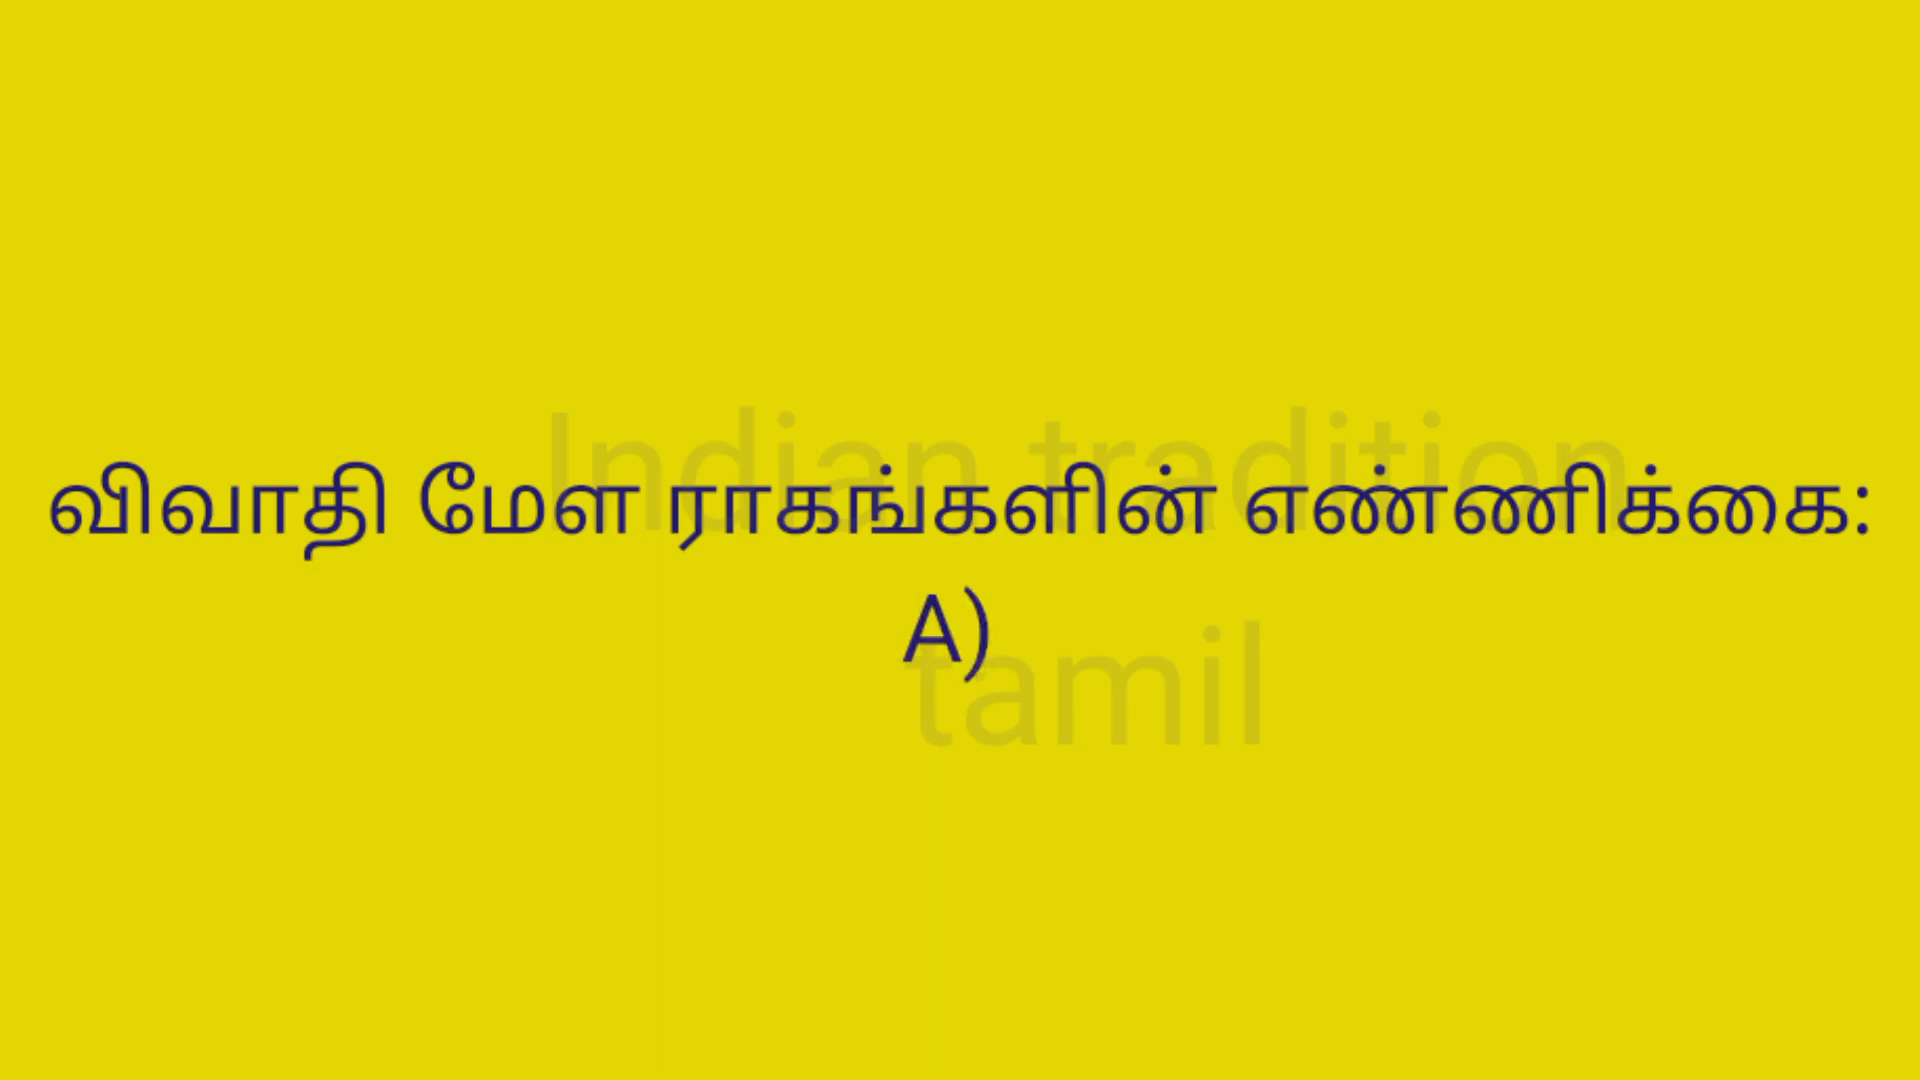 Indian tradition
விவாதி மேள ராகங்களின் எண்ணிக்கை:
A)
tamil